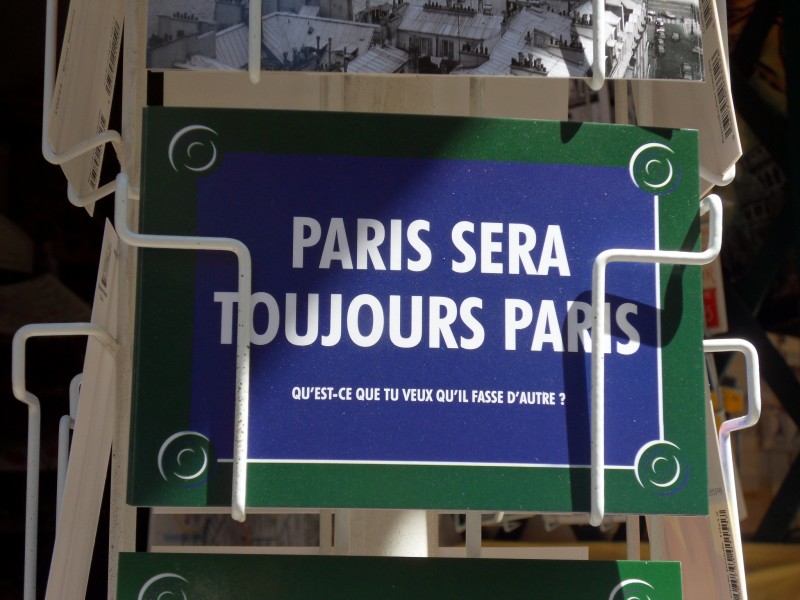 PARIS SERA
TOUJOURS PARIS
QU'EST-CE QUE TU VEUX QU'IL FASSE D'AUTRE ?